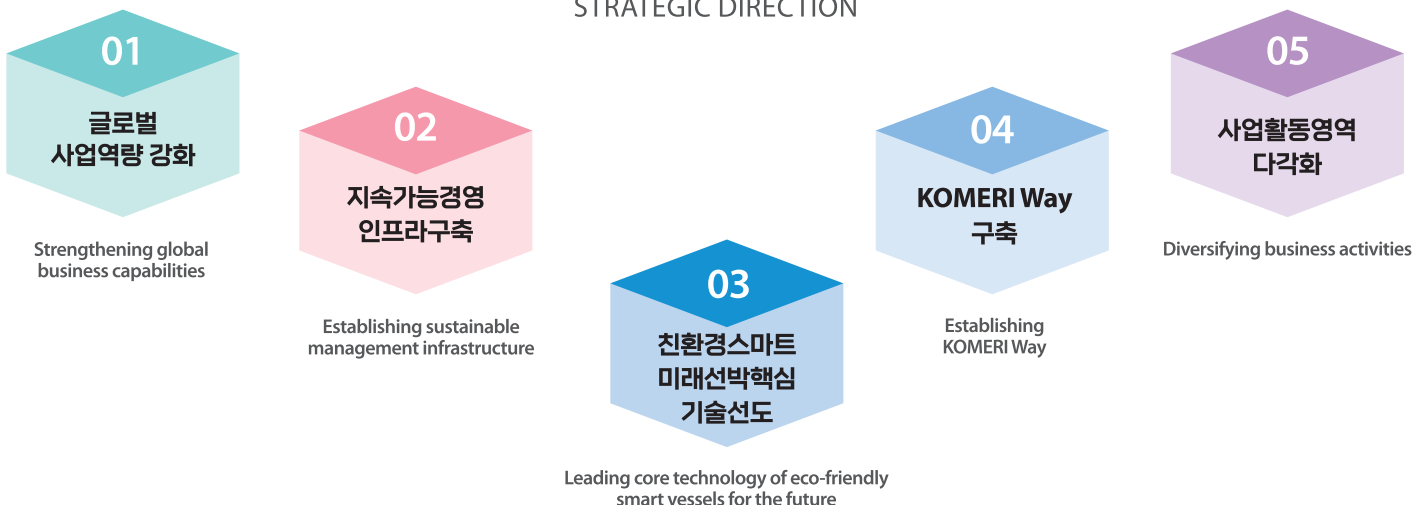 STRATEGIC DIRECTION
01
글로벌
사업역량 강화
Strengthening global
business capabilities
02
지속가능경영
인프라구축
Establishing sustainable
management infrastructure
03
친환경스마트
미래선박핵심
기술선도
Leading core technology of eco-friendly
smart vessels for the future
04
KOMERI Way
구축
Establishing
KOMERI Way
05
사업활동영역
다각화
Diversifying business activities